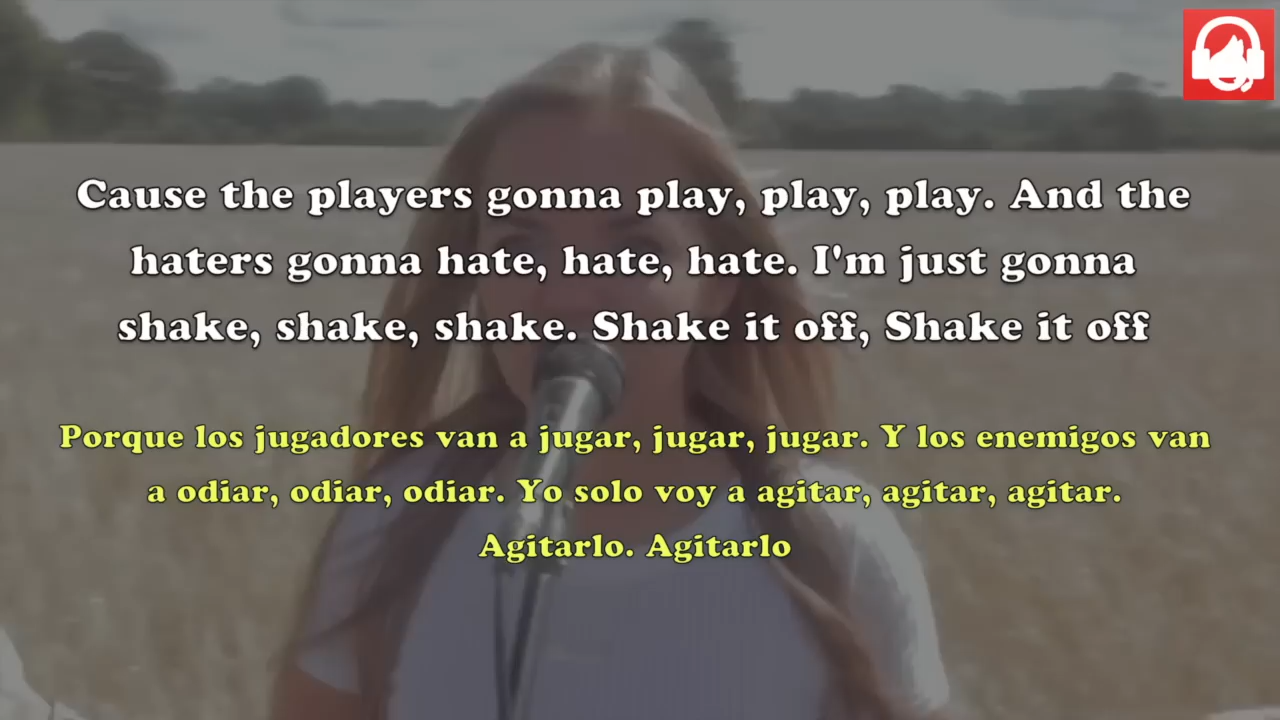 Cause the players gonna play, play, play. And the
haters gonna hate, hate, hate. I'm just gonna
shake, shake, shake. Shake it off, Shake it off
Porque los jugadores van a jugar, jugar, jugar. Y los enemigos van
a odiar, odiar, odiar. Yo solo voy a agitar, agitar, agitar.
Agitarlo. Agitarlo